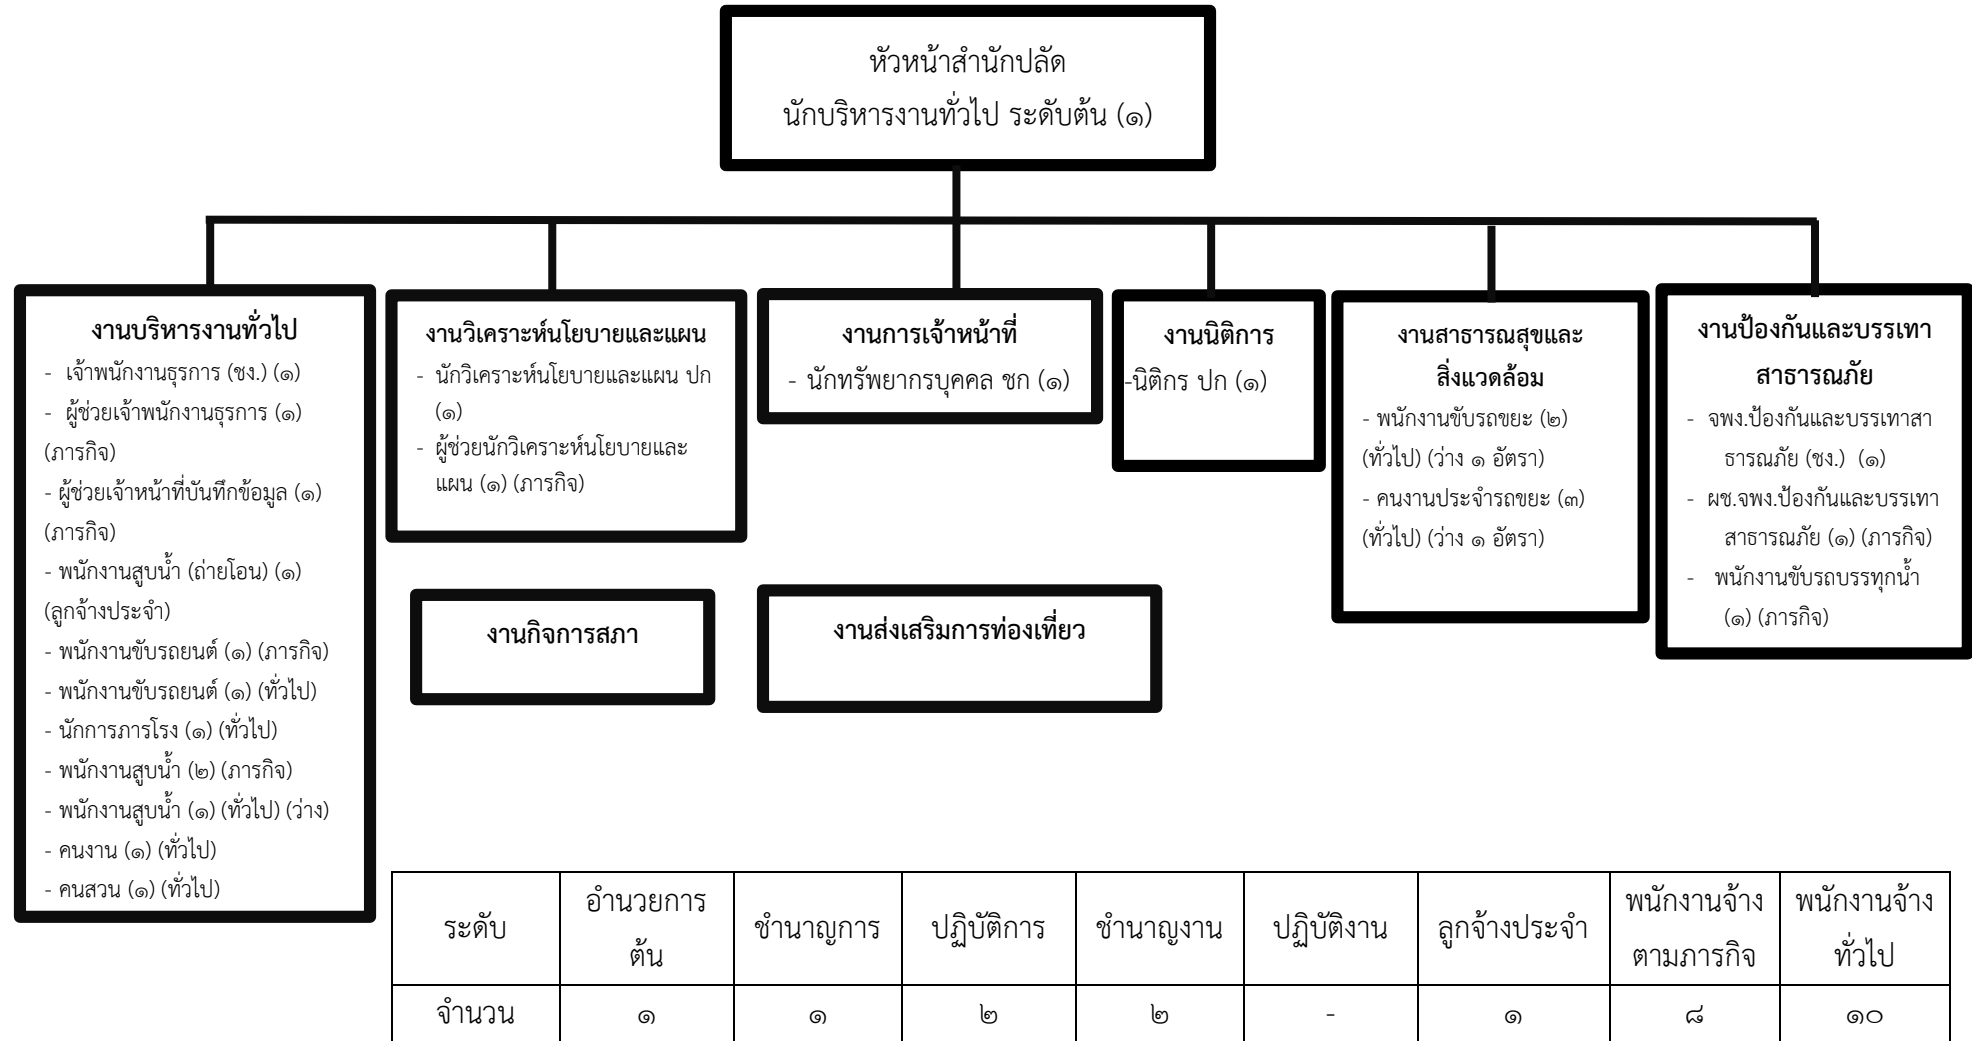 หัวหน้าสำนักปลัด
นักบริหารงานทั่วไป ระดับต้น (๑)
งานบริหารงานทั่วไป
- เจ้าพนักงานธุรการ (ชง.) (๑)
- ผู้ช่วยเจ้าพนักงานธุรการ (๑)
(ภารกิจ)
- ผู้ช่วยเจ้าหน้าที่บันทึกข้อมูล (๑)
(ภารกิจ)
- พนักงานสูบน้ำ (ถ่ายโอน) (๑)
(ลูกจ้างประจำ)
- พนักงานขับรถยนต์ (๑) (ภารกิจ)
- พนักงานขับรถยนต์ (๑) (ทั่วไป)
- นักการภารโรง (๑) (ทั่วไป)
- พนักงานสูบน้ำ (๒) (ภารกิจ)
- พนักงานสูบน้ำ (๑) (ทั่วไป) (ว่าง)
- คนงาน (๑) (ทั่วไป)
- คนสวน (๑) (ทั่วไป)
งานวิเคราะห์นโยบายและแผน
- นักวิเคราะห์นโยบายและแผน ปก
(๑)
- ผู้ช่วยนักวิเคราะห์นโยบายและ
แผน (๑) (ภารกิจ)
งานการเจ้าหน้าที่
- นักทรัพยากรบุคคล ชก (๑)
งานนิติการ
-นิติกร ปก (๑)
งานสาธารณสุขและ
สิ่งแวดล้อม
- พนักงานขับรถขยะ (๒)
(ทั่วไป) (ว่าง ๑ อัตรา)
- คนงานประจำรถขยะ (๓)
(ทั่วไป) (ว่าง ๑ อัตรา)
งานป้องกันและบรรเทา
สาธารณภัย
- จพง.ป้องกันและบรรเทาสา
ธารณภัย (ชง.) (๑)
- ผช.จพง.ป้องกันและบรรเทา
สาธารณภัย (๑) (ภารกิจ)
- พนักงานขับรถบรรทุกน้ำ
(๑) (ภารกิจ)
งานกิจการสภา
งานส่งเสริมการท่องเที่ยว
ระดับ อำนวยการต้น ชำนาญการ ปฏิบัติการ ชำนาญงาน ปฏิบัติงาน ลูกจ้างประจำ พนักงานจ้างตามภารกิจ พนักงานจ้างทั่วไป
จำนวน ๑ ๑ ๒ ๒ - ๑ ๘ ๑๐